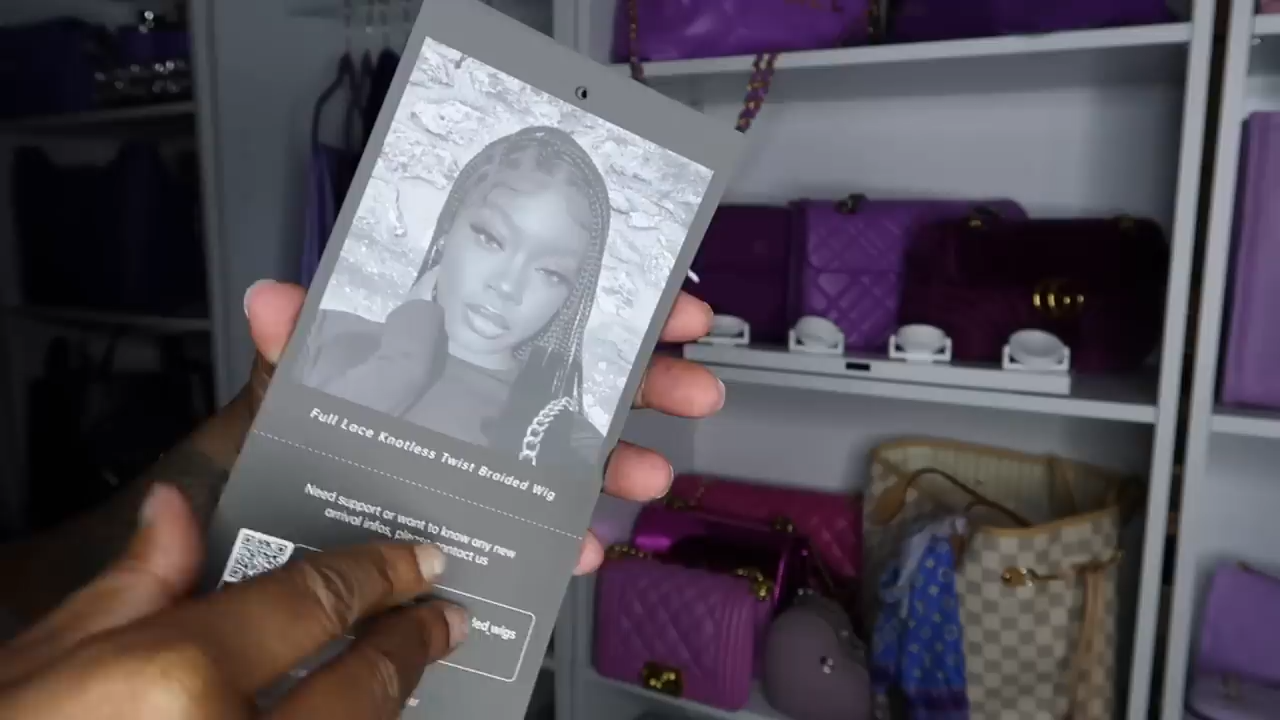 Full Lace Knotless Twist Braided Wig
Need support or want to know any new
arrival infos, please contact us
wigs